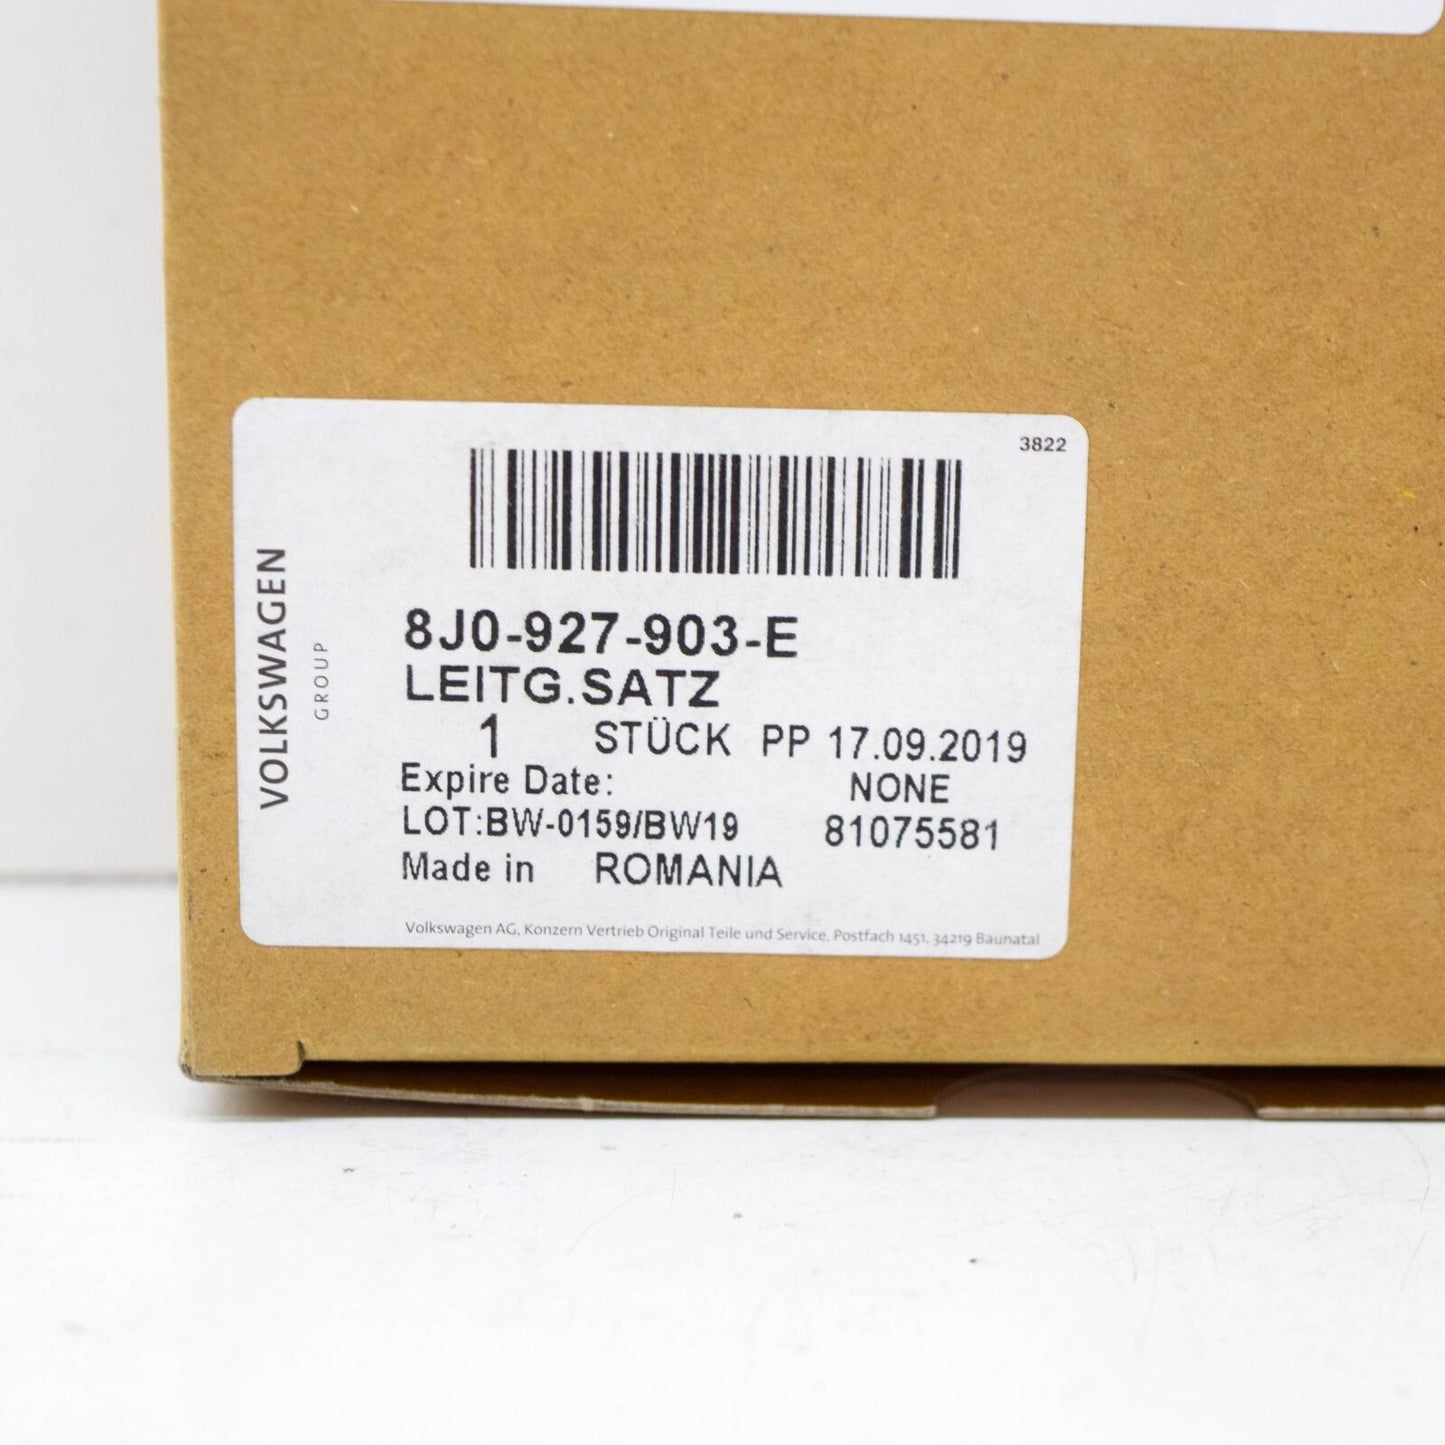 3822
VOLKSWAGEN
GROUP
8J0-927-903-E
LEITG.SATZ
1 STÜCK PP 17.09.2019
Expire Date: NONE
LOT:BW-0159/BW19 81075581
Made in ROMANIA
Volkswagen AG, Konzern Vertrieb Original Teile und Service, Postfach 1451, 34219 Baunatal